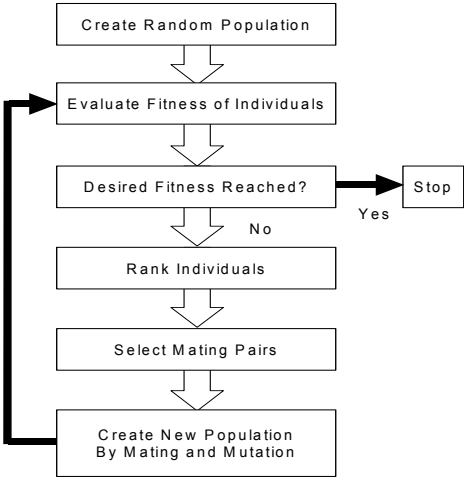 Create Random Population
Evaluate Fitness of Individuals
Desired Fitness Reached?
Stop
Yes
No
Rank Individuals
Select Mating Pairs
Create New Population
By Mating and Mutation